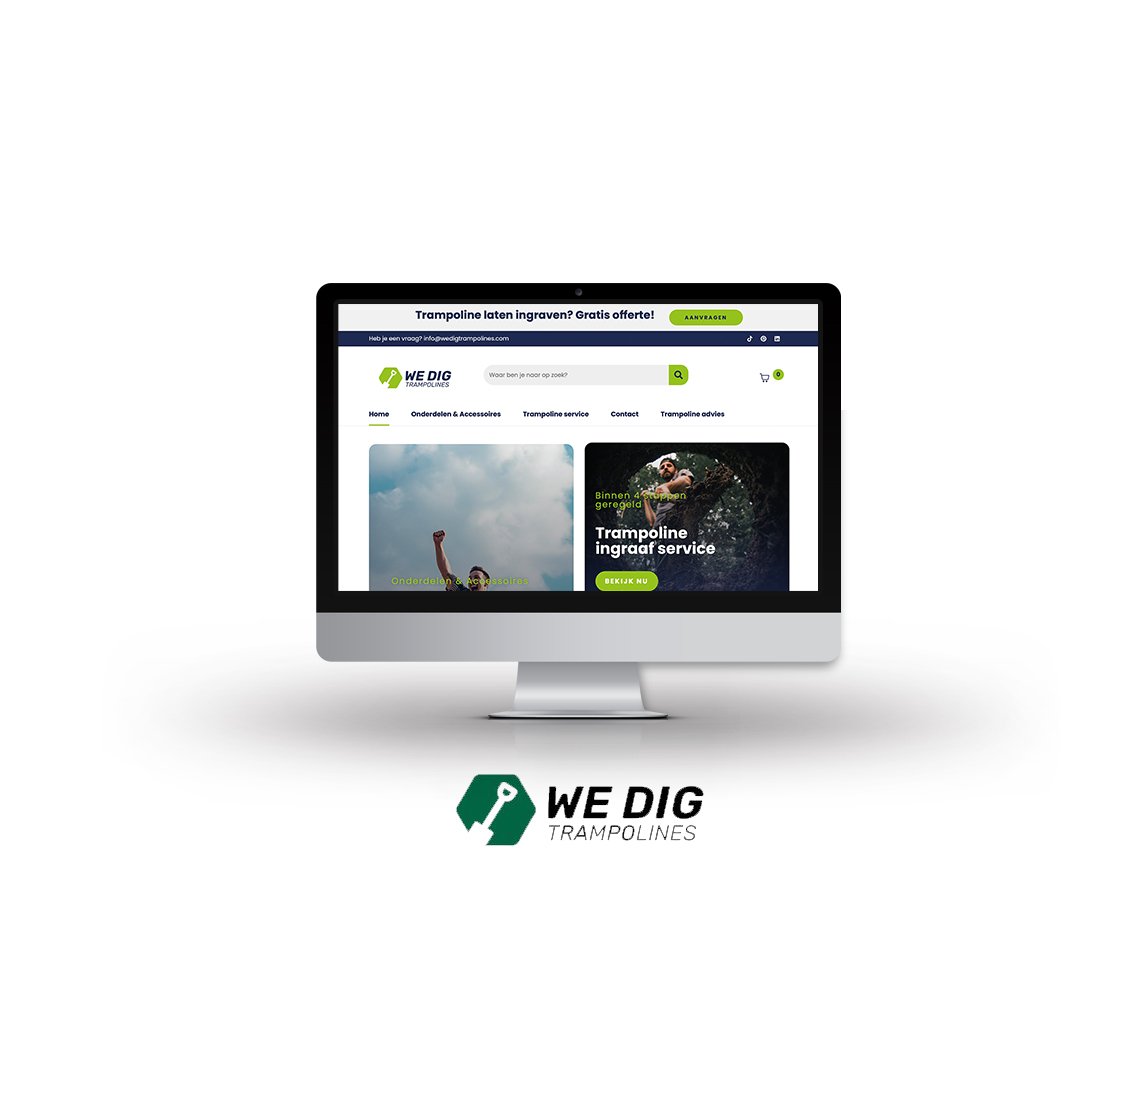 Trampoline laten ingraven? Gratis offerte!
AANVRAGEN
Heb je een vraag? info@wedigtrampolines.com
WE DIG
TRAMPOLINES
Waar ben je naar op zoek?
0
Home Onderdelen & Accessoires Trampoline service Contact Trampoline advies
Onderdelen & Accessoires
Binnen 4 stappen
geregeld
Trampoline
ingraaf service
BEKIJK NU
WE DIG
TRAMPOLINES